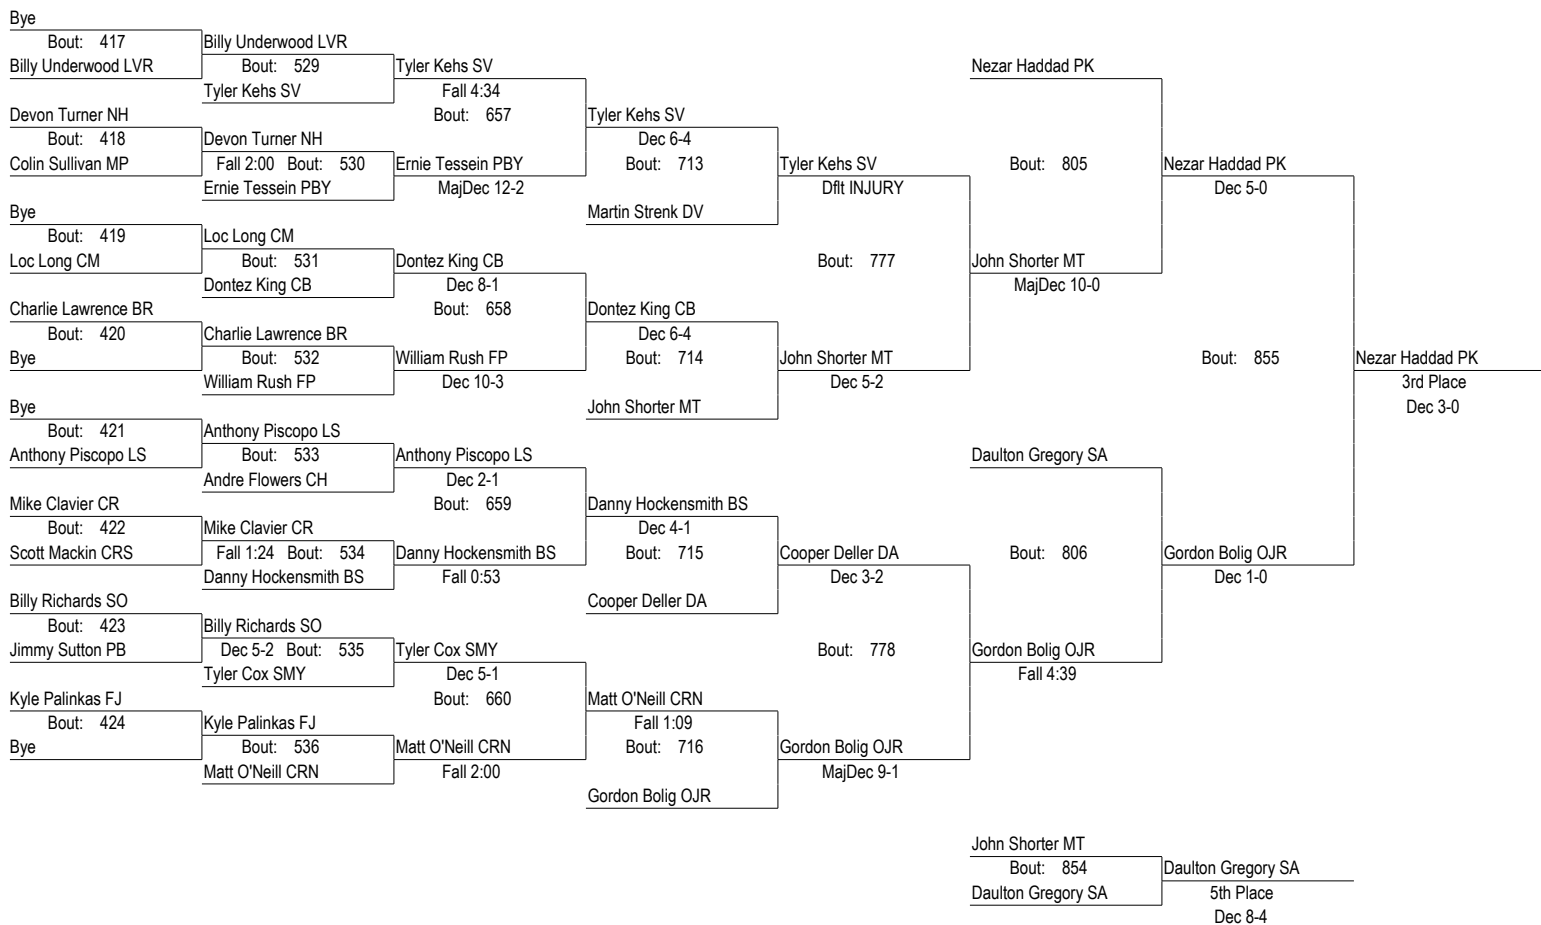 Bye
Bout: 417 Billy Underwood LVR
Billy Underwood LVR Bout: 529 Tyler Kehs SV Nezar Haddad PK
Tyler Kehs SV Fall 4:34
Devon Turner NH Bout: 657 Tyler Kehs SV
Bout: 418 Devon Turner NH Dec 6-4
Colin Sullivan MP Fall 2:00 Bout: 530 Ernie Tessein PBY Bout: 713 Tyler Kehs SV Bout: 805 Nezar Haddad PK
Ernie Tessein PBY MajDec 12-2 Dflt INJURY Dec 5-0
Bye Martin Strenk DV
Bout: 419 Loc Long CM
Loc Long CM Bout: 531 Dontez King CB Bout: 777 John Shorter MT
Dontez King CB Dec 8-1 MajDec 10-0
Charlie Lawrence BR Bout: 658 Dontez King CB
Bout: 420 Charlie Lawrence BR Dec 6-4
Bye Bout: 532 William Rush FP Bout: 714 John Shorter MT Bout: 855 Nezar Haddad PK
William Rush FP Dec 10-3 Dec 5-2 3rd Place
Bye John Shorter MT Dec 3-0
Bout: 421 Anthony Piscopo LS
Anthony Piscopo LS Bout: 533 Anthony Piscopo LS Daulton Gregory SA
Andre Flowers CH Dec 2-1
Mike Clavier CR Bout: 659 Danny Hockensmith BS
Bout: 422 Mike Clavier CR Dec 4-1
Scott Mackin CRS Fall 1:24 Bout: 534 Danny Hockensmith BS Bout: 715 Cooper Deller DA Bout: 806 Gordon Bolig OJR
Danny Hockensmith BS Fall 0:53 Dec 3-2 Dec 1-0
Billy Richards SO Cooper Deller DA
Bout: 423 Billy Richards SO
Jimmy Sutton PB Dec 5-2 Bout: 535 Tyler Cox SMY Bout: 778 Gordon Bolig OJR
Tyler Cox SMY Dec 5-1 Fall 4:39
Kyle Palinkas FJ Bout: 660 Matt O'Neill CRN
Bout: 424 Kyle Palinkas FJ Fall 1:09
Bye Bout: 536 Matt O'Neill CRN Bout: 716 Gordon Bolig OJR
Matt O'Neill CRN Fall 2:00 MajDec 9-1
Gordon Bolig OJR
John Shorter MT
Bout: 854 Daulton Gregory SA
Daulton Gregory SA 5th Place
Dec 8-4